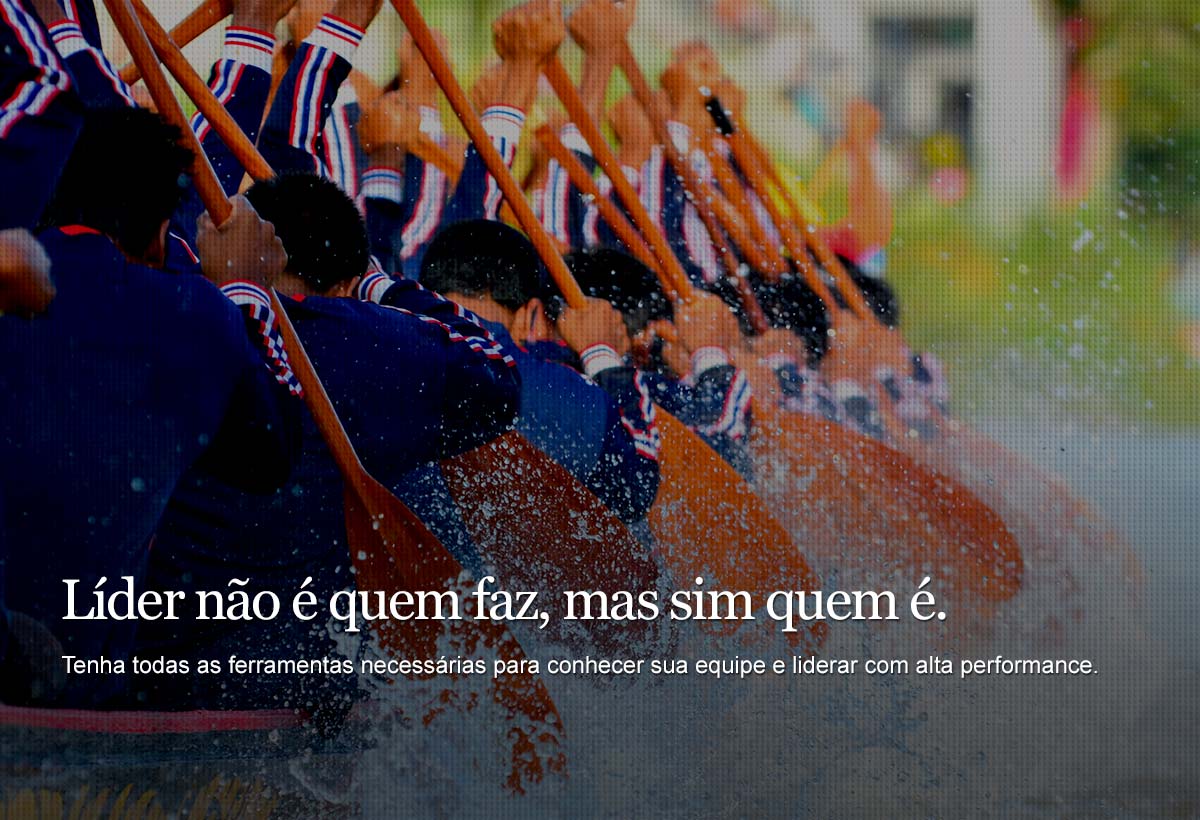 Líder não é quem faz, mas sim quem é.
Tenha todas as ferramentas necessárias para conhecer sua equipe e liderar com alta performance.